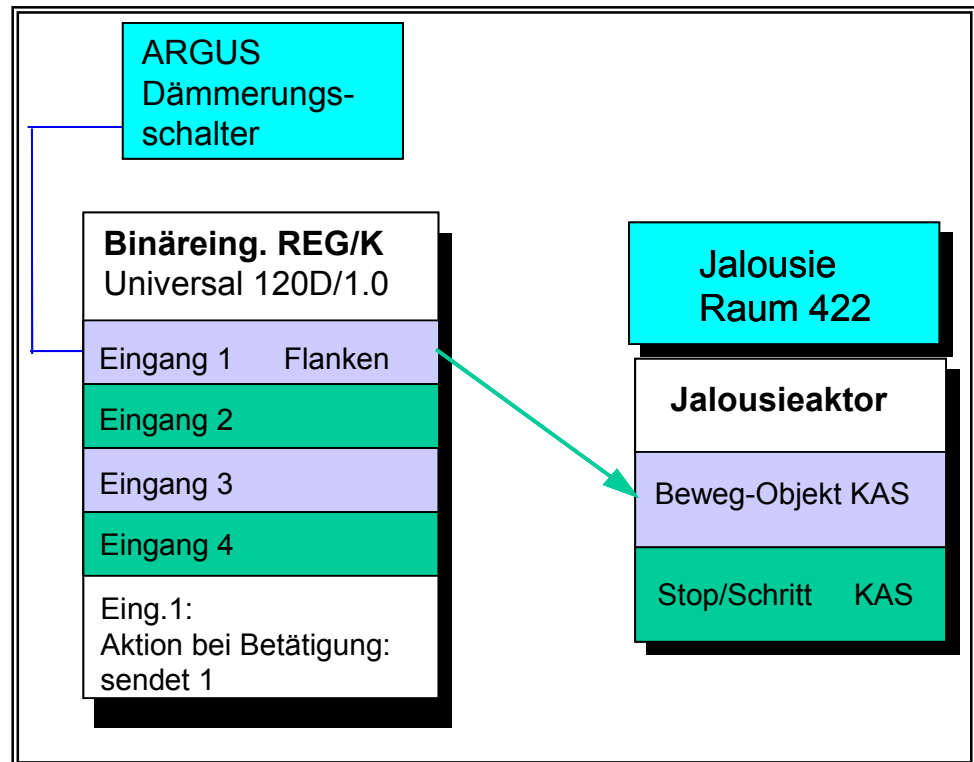 ARGUS
Dämmerungs-
schalter
Binäreing. REG/K
Universal 120D/1.0
Eingang 1 Flanken
Eingang 2
Eingang 3
Eingang 4
Eing.1:
Aktion bei Betätigung:
sendet 1
Jalousie
Raum 422
Jalousieaktor
Beweg-Objekt KAS
Stop/Schritt KAS